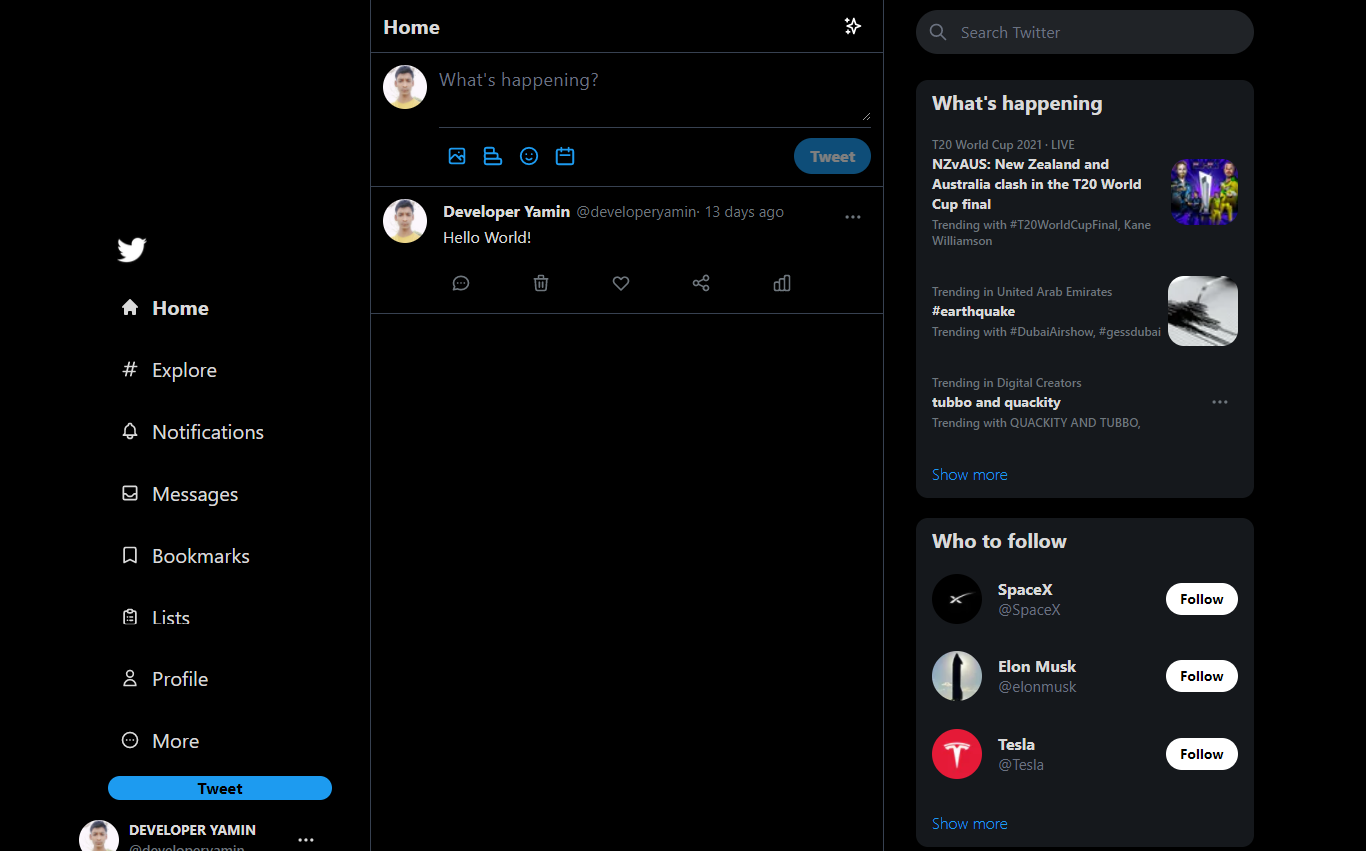 Home
Explore
Notifications
Messages
Bookmarks
Lists
Profile
More
Tweet
DEVELOPER YAMIN
@developeryamin
Home
What's happening?
Tweet
Developer Yamin @developeryamin· 13 days ago
Hello World!
Search Twitter
What's happening
T20 World Cup 2021 · LIVE
NZvAUS: New Zealand and
Australia clash in the T20 World
Cup final
Trending with #T20WorldCupFinal, Kane
Williamson
Trending in United Arab Emirates
#earthquake
Trending with #DubaiAirshow, #gessdubai
Trending in Digital Creators
tubbo and quackity
Trending with QUACKITY AND TUBBO,
Show more
Who to follow
SpaceX
@SpaceX
Follow
Elon Musk
@elonmusk
Follow
Tesla
@Tesla
Follow
Show more